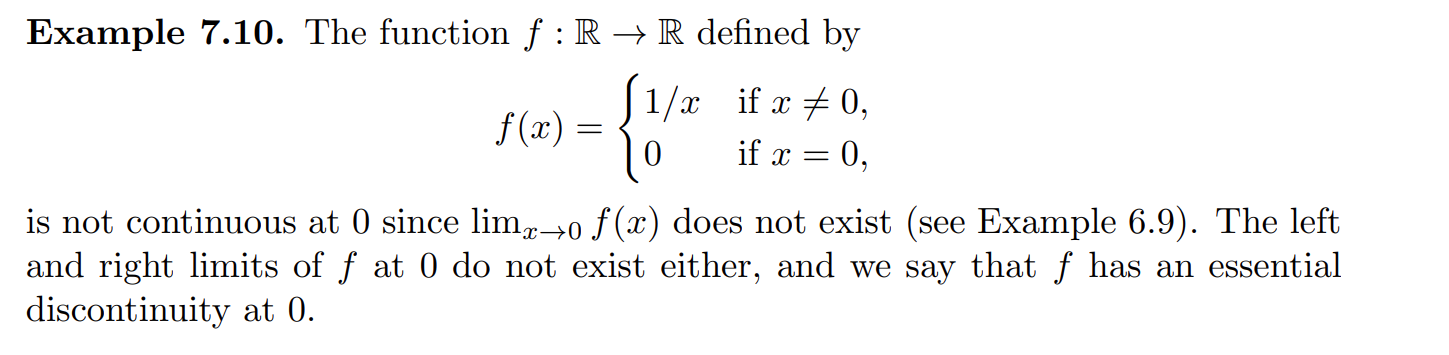 Example 7.10. The function f : ℝ → ℝ defined by
f(x) = { 1/x if x ≠ 0,
0 if x = 0,
is not continuous at 0 since lim_{x→0} f(x) does not exist (see Example 6.9). The left
and right limits of f at 0 do not exist either, and we say that f has an essential
discontinuity at 0.